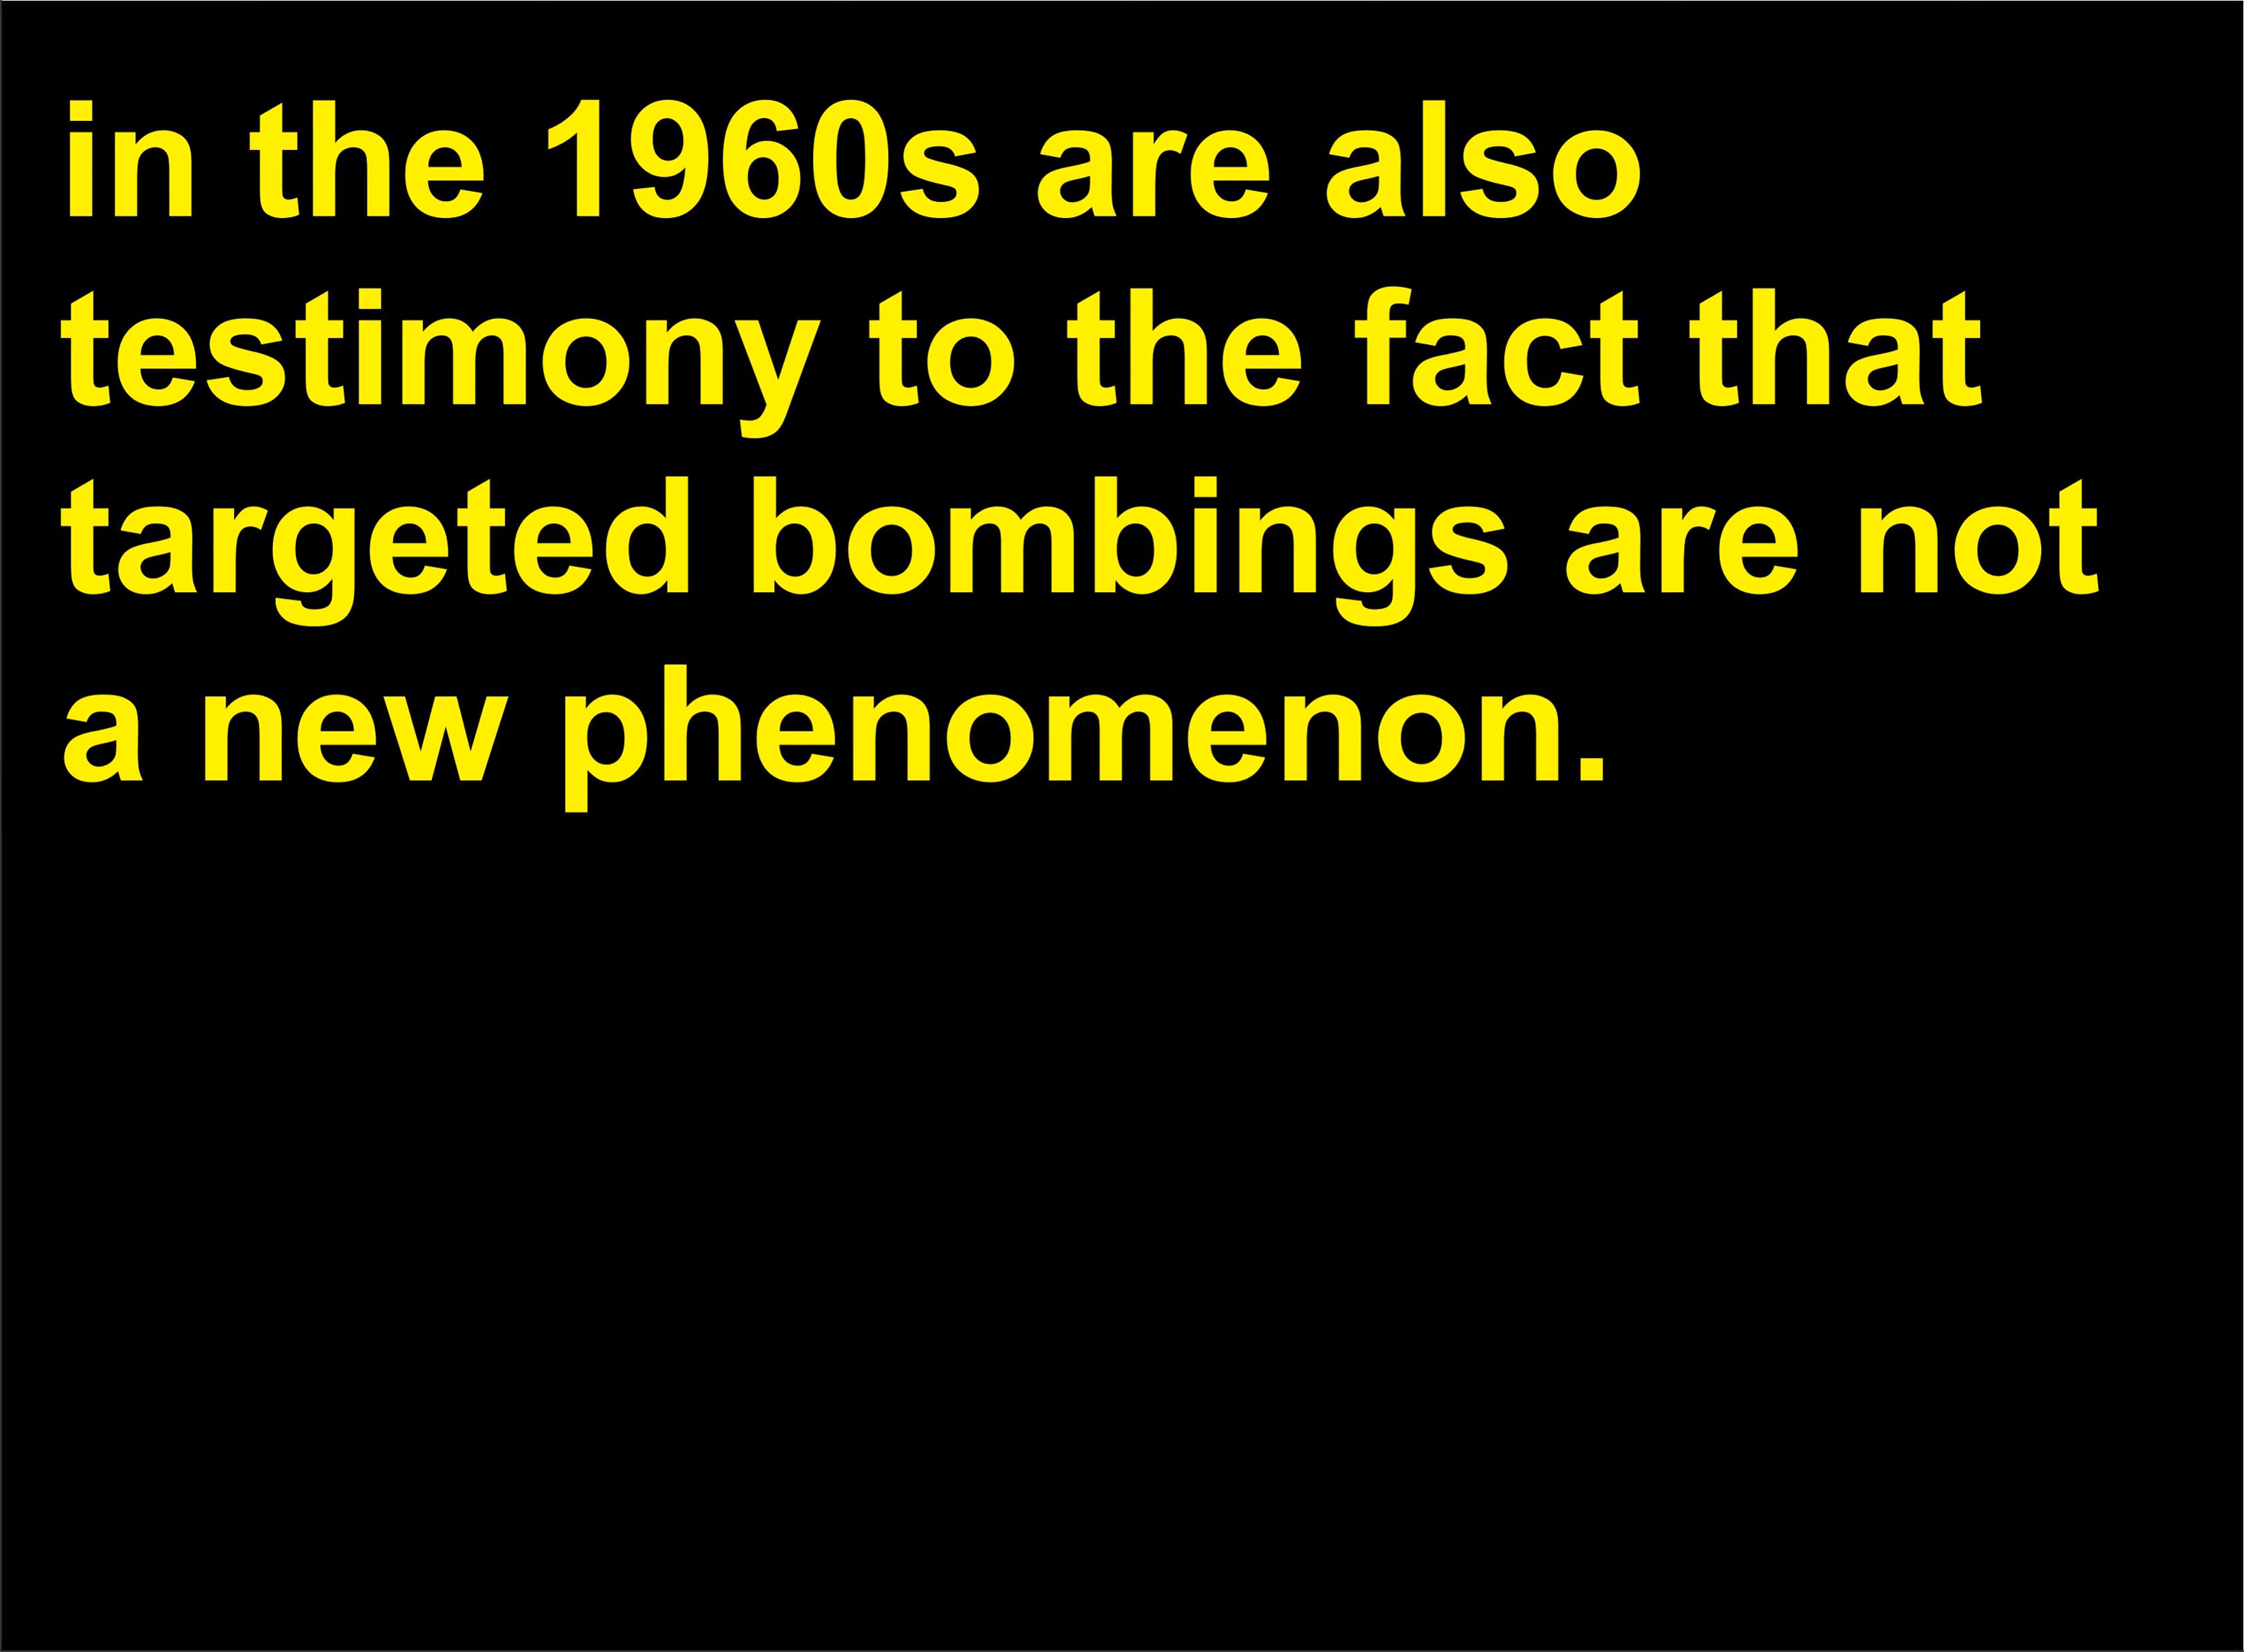 in the 1960s are also
testimony to the fact that
targeted bombings are not
a new phenomenon.